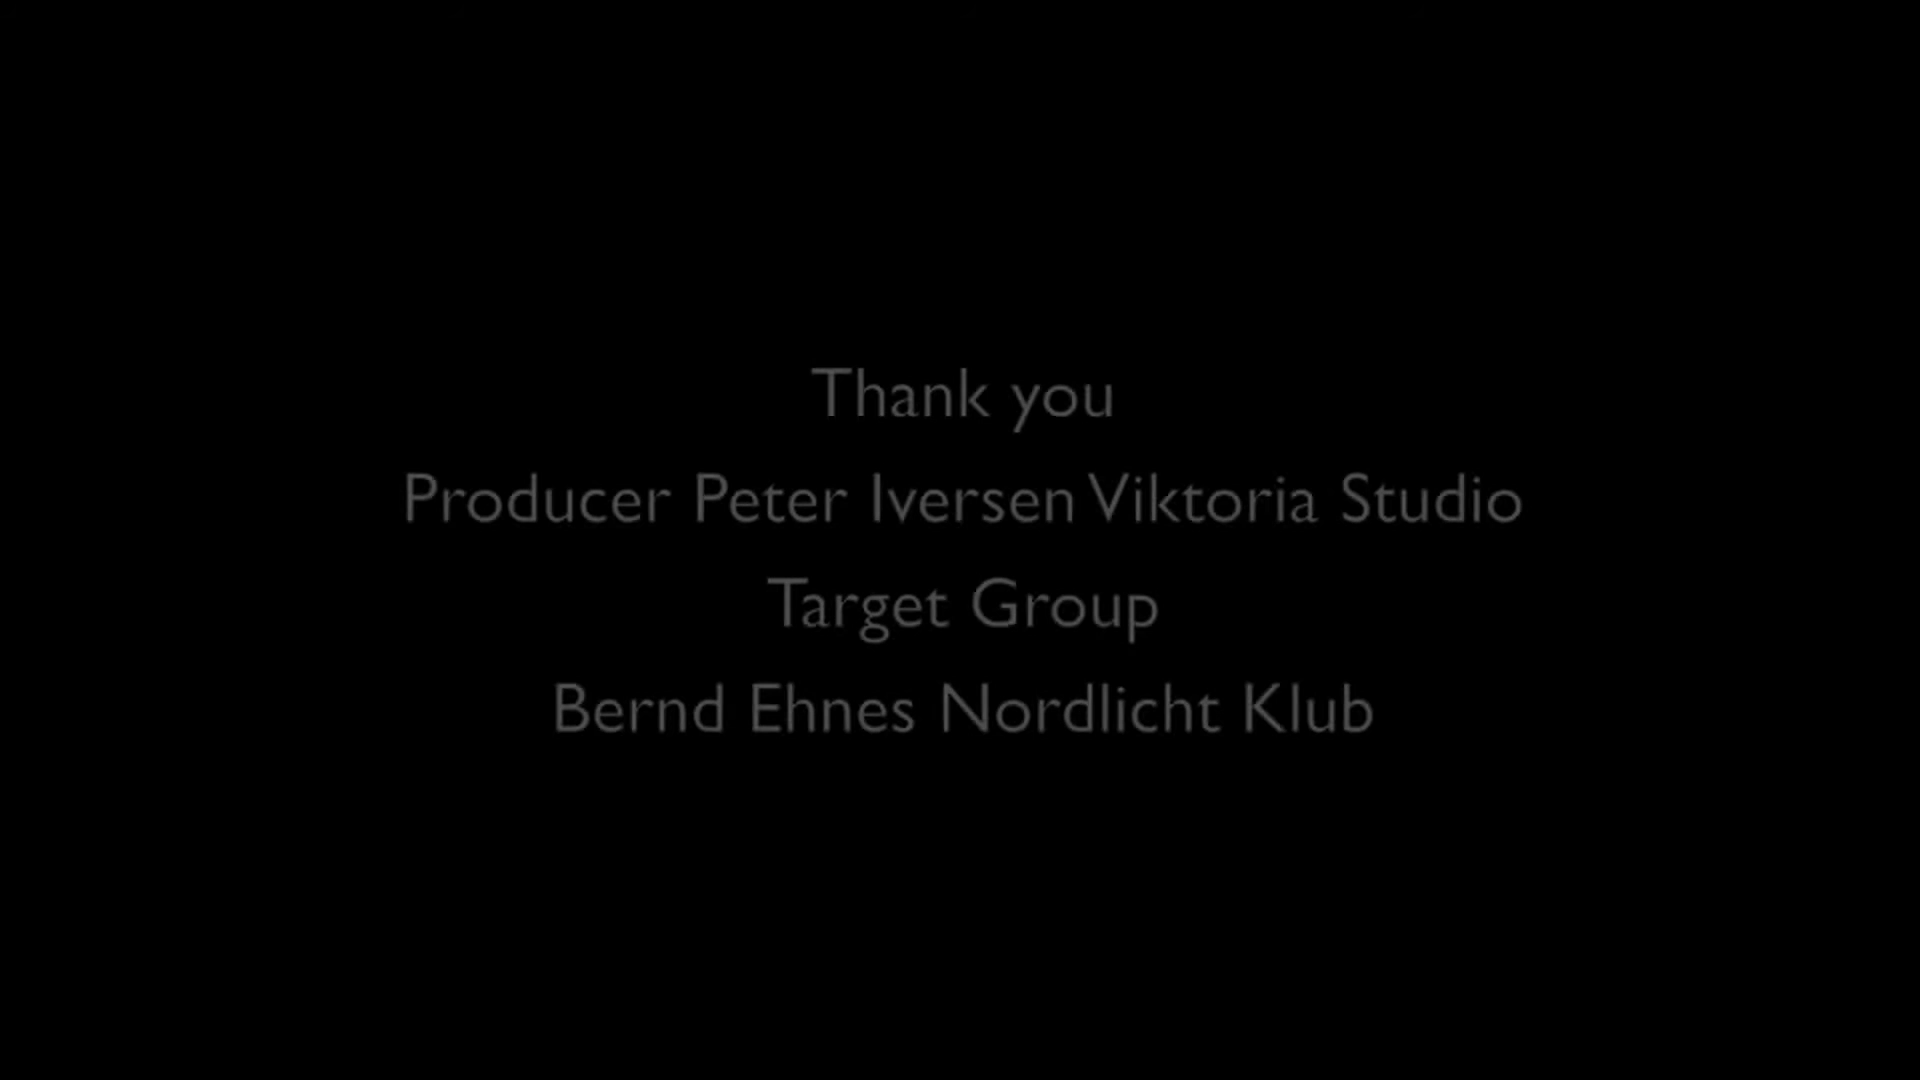 Thank you
Producer Peter Iversen Viktoria Studio
Target Group
Bernd Ehnes Nordlicht Klub